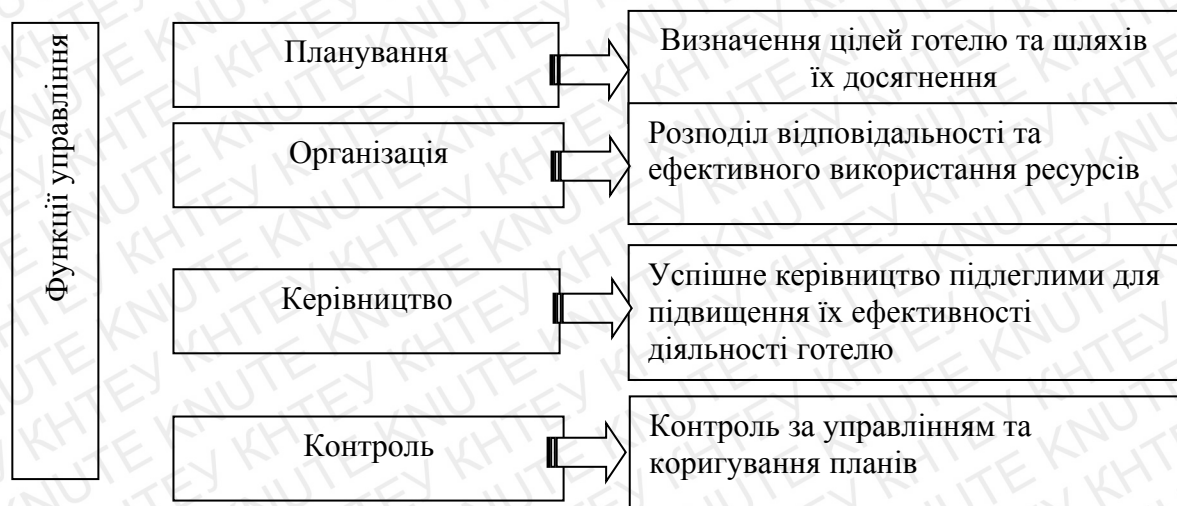 Функції управління
Планування
Визначення цілей готелю та шляхів
їх досягнення
Організація
Розподіл відповідальності та
ефективного використання ресурсів
Керівництво
Успішне керівництво підлеглими для
підвищення їх ефективності
діяльності готелю
Контроль
Контроль за управлінням та
коригування планів